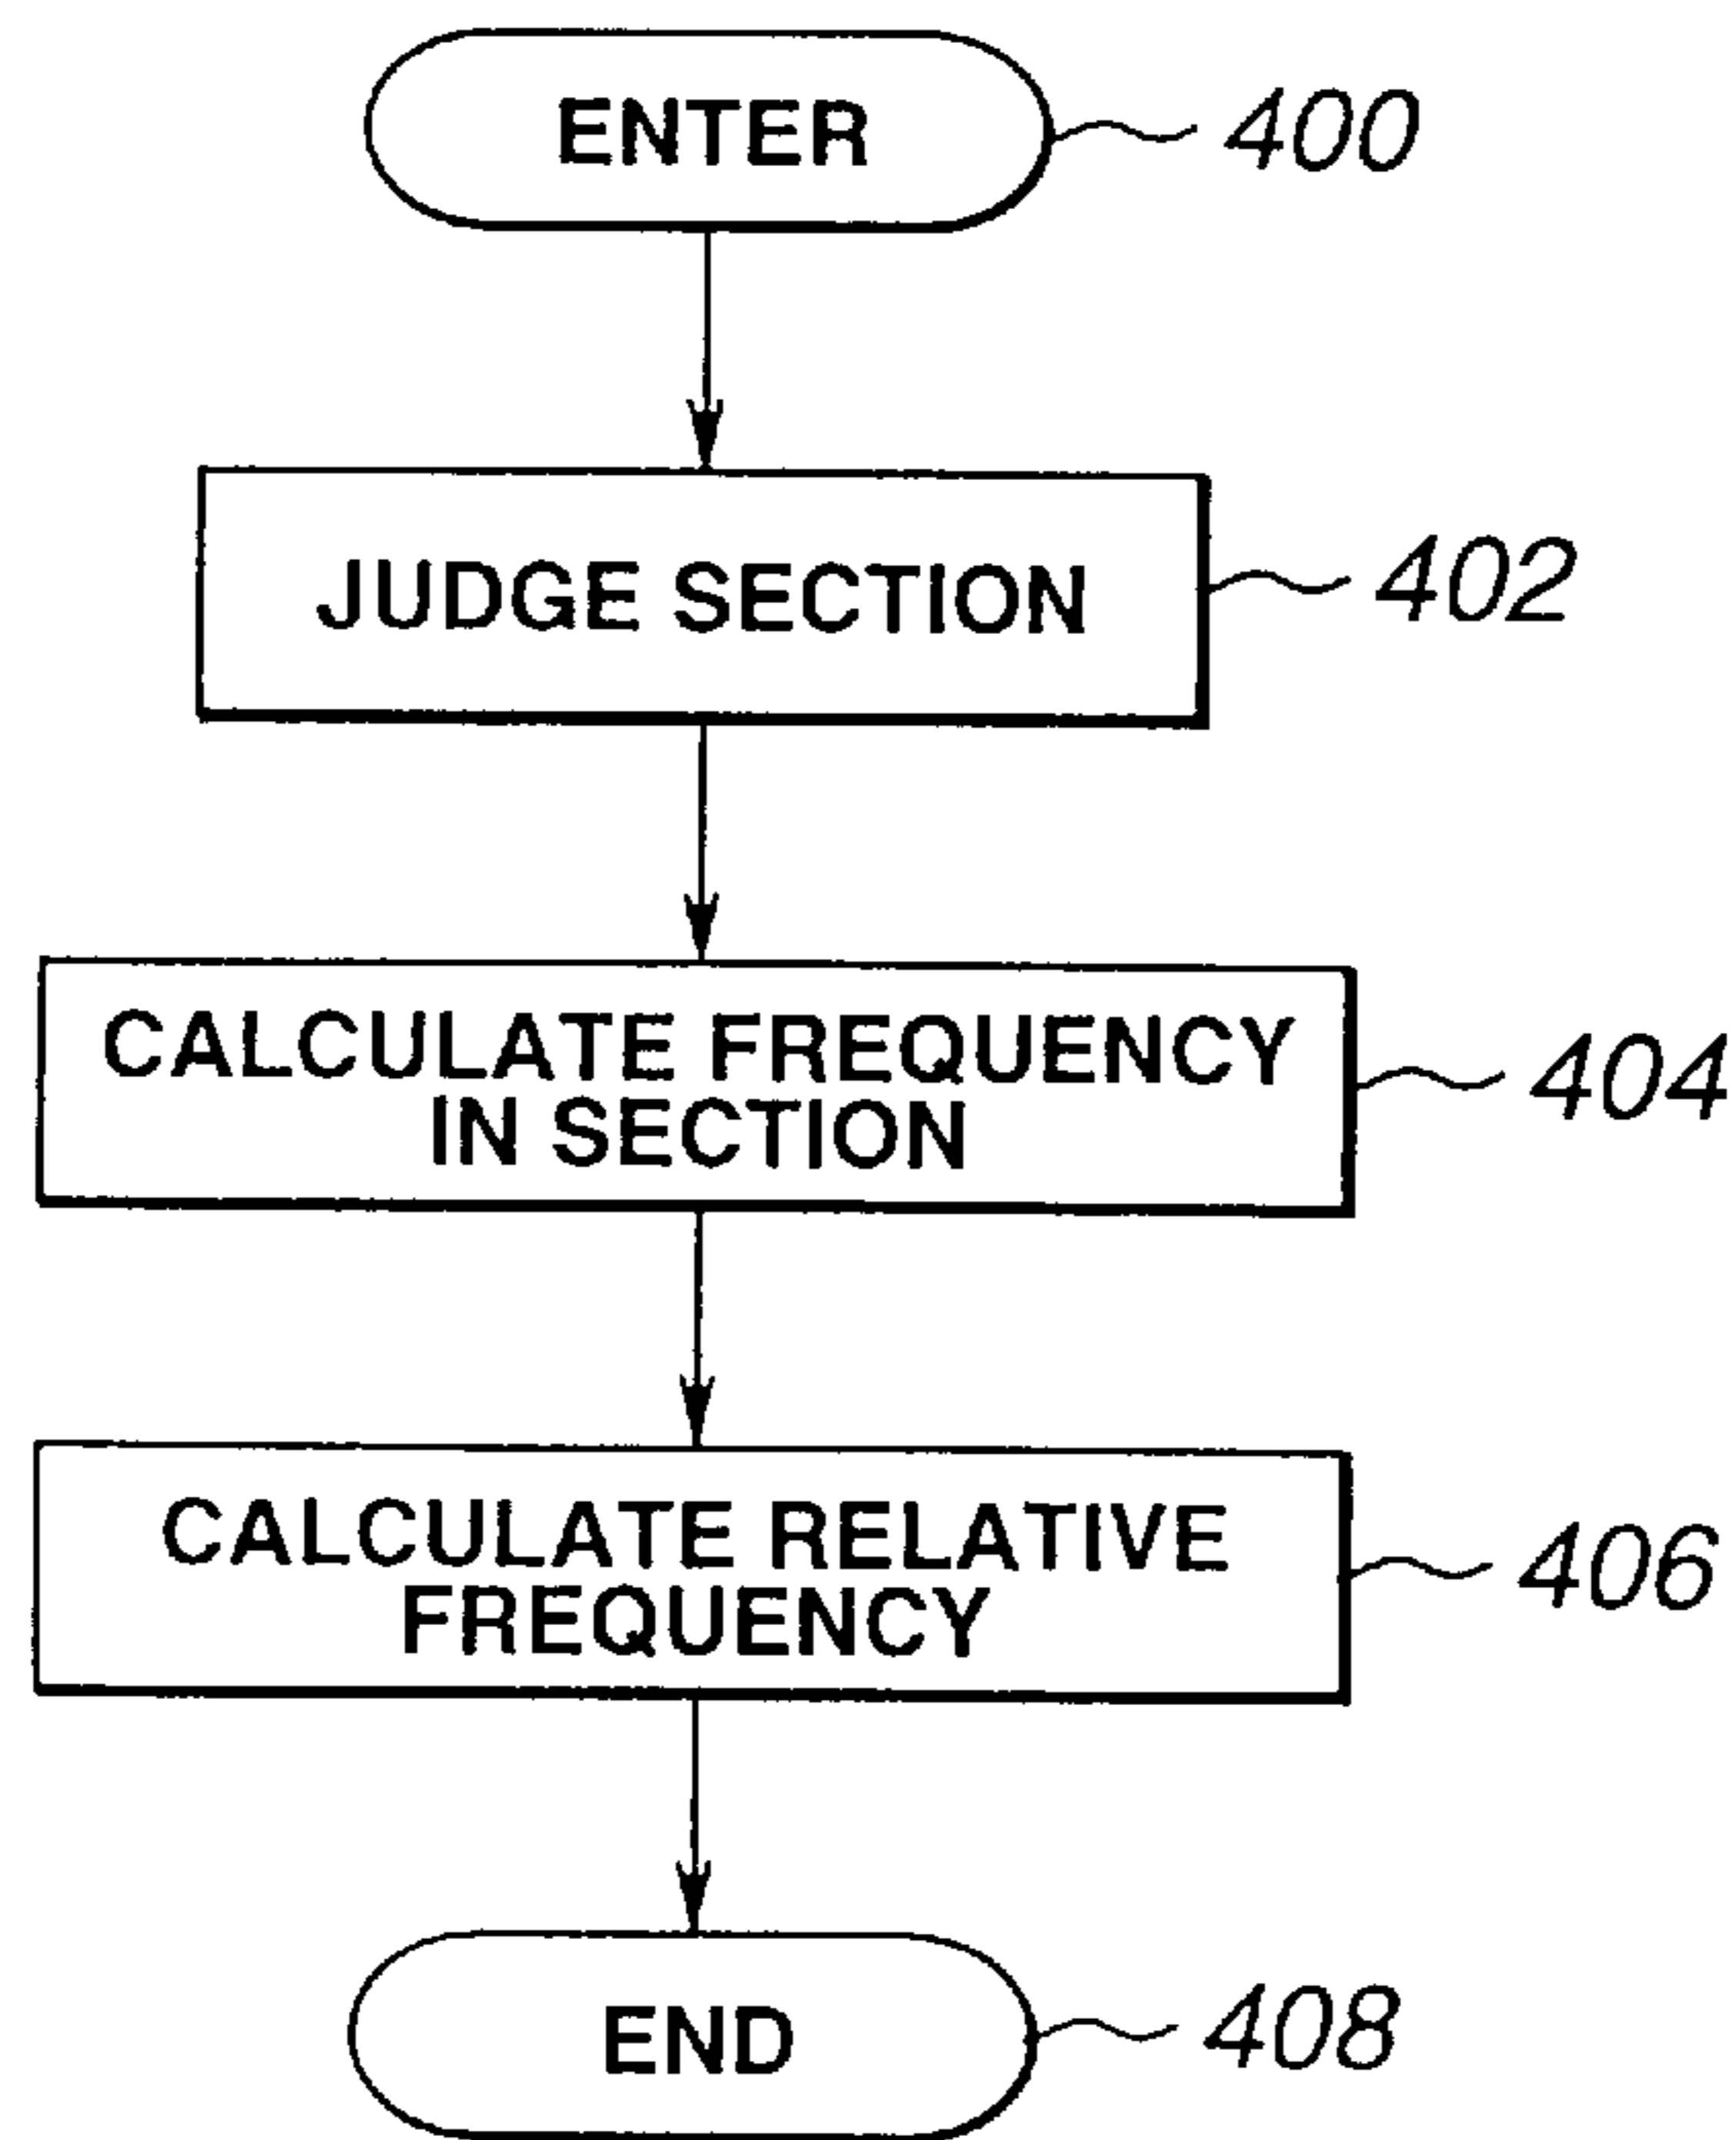 ENTER
400
JUDGE SECTION
402
CALCULATE FREQUENCY
IN SECTION
404
CALCULATE RELATIVE
FREQUENCY
406
END
408